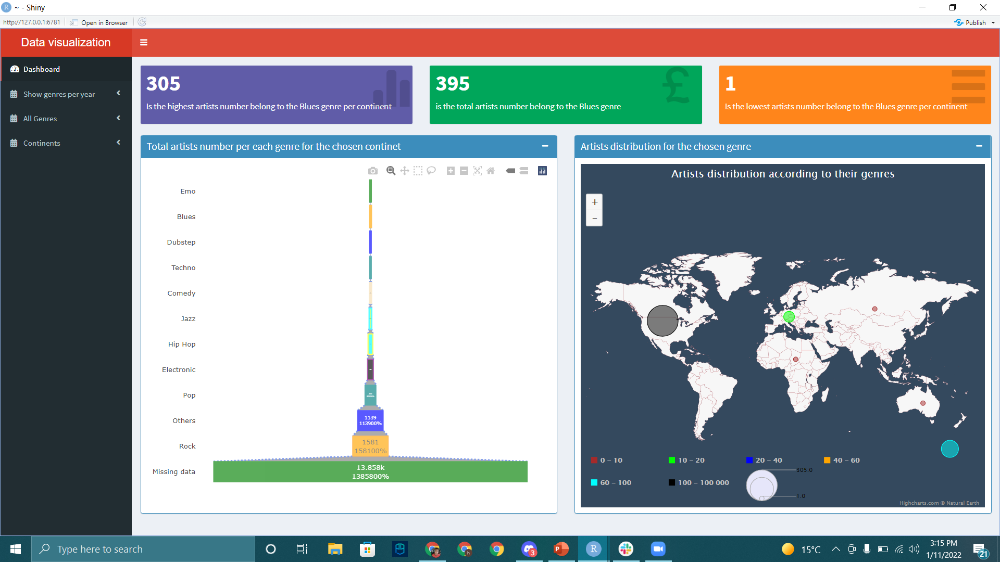 ~ - Shiny
http://127.0.0.1:6781
Open in Browser
Publish
Data visualization
Dashboard
Show genres per year
All Genres
Continents
305
Is the highest artists number belong to the Blues genre per continent
395
is the total artists number belong to the Blues genre
1
Is the lowest artists number belong to the Blues genre per continent
Total artists number per each genre for the chosen continet
Emo
Blues
Dubstep
Techno
Comedy
Jazz
Hip Hop
Electronic
Pop
Others
1139
113900%
Rock
1581
158100%
Missing data
13.858k
1385800%
Artists distribution for the chosen genre
Artists distribution according to their genres
+
−
0 – 10
10 – 20
20 – 40
40 – 60
60 – 100
100 – 100 000
305.0
1.0
Highcharts.com © Natural Earth
Type here to search
3
15°C
3:15 PM
1/11/2022
21